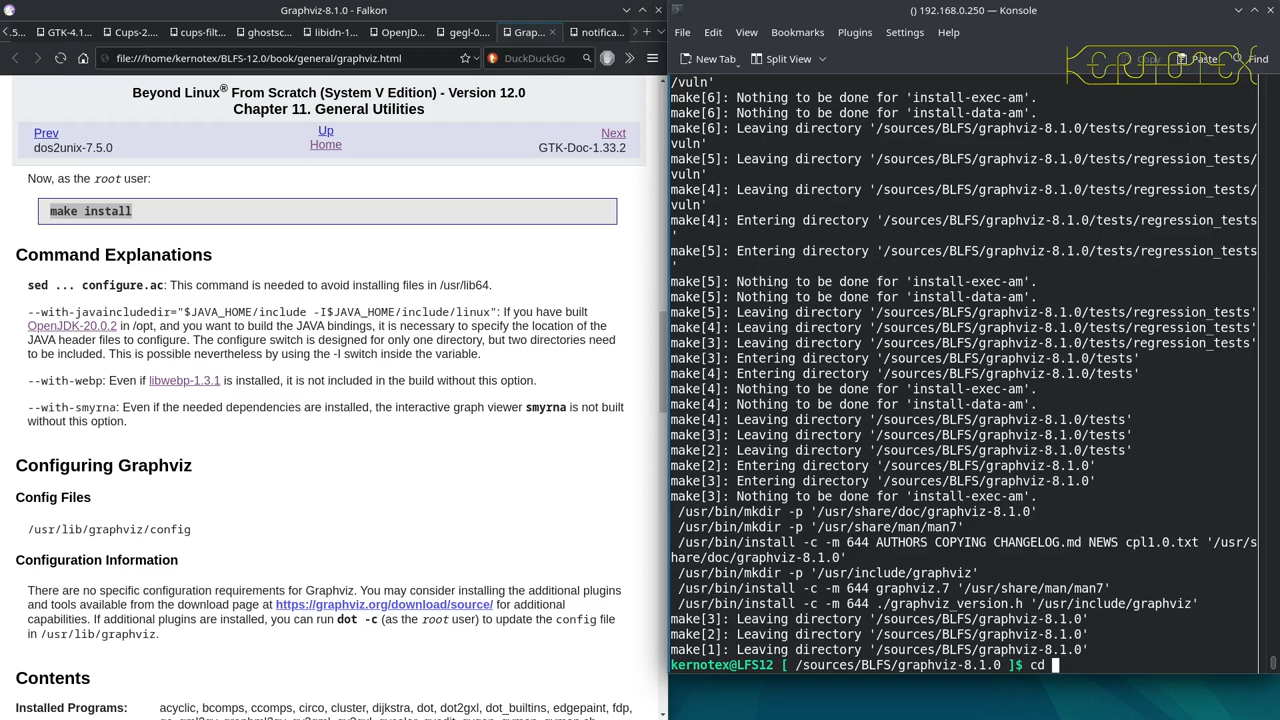 Graphviz-8.1.0 - Falkon
.5...
GTK-4.1...
Cups-2....
cups-filt...
ghostsc...
libidn-1...
OpenJD...
gegl-0....
Grap...
notifica...
file:///home/kernotex/BLFS-12.0/book/general/graphviz.html
DuckDuckGo
Beyond Linux® From Scratch (System V Edition) - Version 12.0
Chapter 11. General Utilities
Prev Up Next
dos2unix-7.5.0 Home GTK-Doc-1.33.2
Now, as the root user:
make install
Command Explanations
sed ... configure.ac: This command is needed to avoid installing files in /usr/lib64.
--with-javaincludedir="$JAVA_HOME/include -I$JAVA_HOME/include/linux": If you have built
OpenJDK-20.0.2 in /opt, and you want to build the JAVA bindings, it is necessary to specify the location of the
JAVA header files to configure. The configure switch is designed for only one directory, but two directories need
to be included. This is possible nevertheless by using the -I switch inside the variable.
--with-webp: Even if libwebp-1.3.1 is installed, it is not included in the build without this option.
--with-smyrna: Even if the needed dependencies are installed, the interactive graph viewer smyrna is not built
without this option.
Configuring Graphviz
Config Files
/usr/lib/graphviz/config
Configuration Information
There are no specific configuration requirements for Graphviz. You may consider installing the additional plugins
and tools available from the download page at https://graphviz.org/download/source/ for additional
capabilities. If additional plugins are installed, you can run dot -c (as the root user) to update the config file
in /usr/lib/graphviz.
Contents
Installed Programs: acyclic, bcomps, ccomps, circo, cluster, dijkstra, dot, dot2gxl, dot_builtins, edgepaint, fdp,
() 192.168.0.250 — Konsole
File Edit View Bookmarks Plugins Settings Help
New Tab Split View Copy Paste Find
KERNOTEX
/vuln'
make[6]: Nothing to be done for 'install-exec-am'.
make[6]: Nothing to be done for 'install-data-am'.
make[6]: Leaving directory '/sources/BLFS/graphviz-8.1.0/tests/regression_tests/
vuln'
make[5]: Leaving directory '/sources/BLFS/graphviz-8.1.0/tests/regression_tests/
vuln'
make[4]: Leaving directory '/sources/BLFS/graphviz-8.1.0/tests/regression_tests/
vuln'
make[4]: Entering directory '/sources/BLFS/graphviz-8.1.0/tests/regression_tests
'
make[5]: Entering directory '/sources/BLFS/graphviz-8.1.0/tests/regression_tests
'
make[5]: Nothing to be done for 'install-exec-am'.
make[5]: Nothing to be done for 'install-data-am'.
make[5]: Leaving directory '/sources/BLFS/graphviz-8.1.0/tests/regression_tests'
make[4]: Leaving directory '/sources/BLFS/graphviz-8.1.0/tests/regression_tests'
make[3]: Leaving directory '/sources/BLFS/graphviz-8.1.0/tests/regression_tests'
make[3]: Entering directory '/sources/BLFS/graphviz-8.1.0/tests'
make[4]: Entering directory '/sources/BLFS/graphviz-8.1.0/tests'
make[4]: Nothing to be done for 'install-exec-am'.
make[4]: Nothing to be done for 'install-data-am'.
make[4]: Leaving directory '/sources/BLFS/graphviz-8.1.0/tests'
make[3]: Leaving directory '/sources/BLFS/graphviz-8.1.0/tests'
make[2]: Leaving directory '/sources/BLFS/graphviz-8.1.0/tests'
make[2]: Entering directory '/sources/BLFS/graphviz-8.1.0'
make[3]: Entering directory '/sources/BLFS/graphviz-8.1.0'
make[3]: Nothing to be done for 'install-exec-am'.
/usr/bin/mkdir -p '/usr/share/doc/graphviz-8.1.0'
/usr/bin/mkdir -p '/usr/share/man/man7'
/usr/bin/install -c -m 644 AUTHORS COPYING CHANGELOG.md NEWS cpl1.0.txt '/usr/s
hare/doc/graphviz-8.1.0'
/usr/bin/mkdir -p '/usr/include/graphviz'
/usr/bin/install -c -m 644 graphviz.7 '/usr/share/man/man7'
/usr/bin/install -c -m 644 ./graphviz_version.h '/usr/include/graphviz'
make[3]: Leaving directory '/sources/BLFS/graphviz-8.1.0'
make[2]: Leaving directory '/sources/BLFS/graphviz-8.1.0'
make[1]: Leaving directory '/sources/BLFS/graphviz-8.1.0'
kernotex@LFS12 [ /sources/BLFS/graphviz-8.1.0 ]$ cd